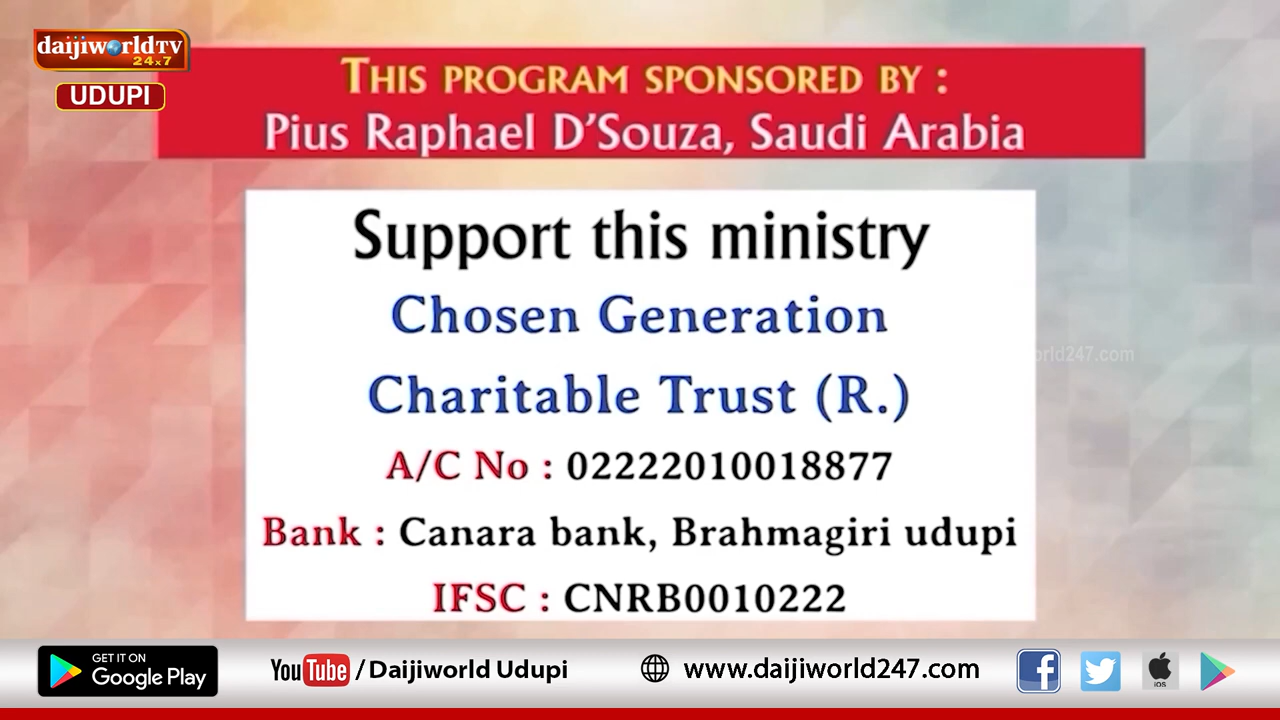 daijiworldTV
24x7
UDUPI
THIS PROGRAM SPONSORED BY :
Pius Raphael D'Souza, Saudi Arabia
Support this ministry
Chosen Generation
Charitable Trust (R.)
A/C No : 02222010018877
Bank : Canara bank, Brahmagiri udupi
IFSC : CNRB0010222
GET IT ON
Google Play
YouTube /Daijiworld Udupi
www.daijiworld247.com
iOS